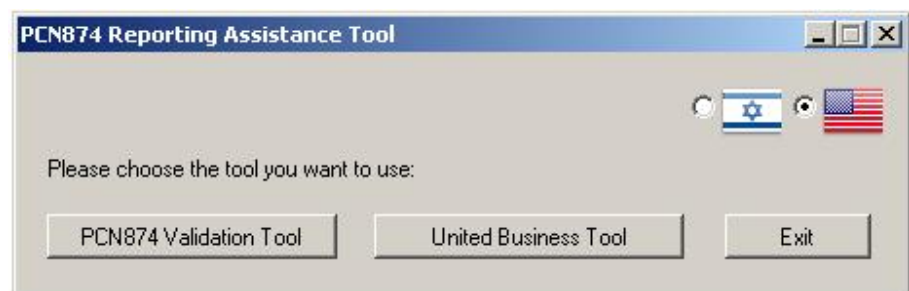 PCN874 Reporting Assistance Tool
Please choose the tool you want to use:
PCN874 Validation Tool United Business Tool Exit